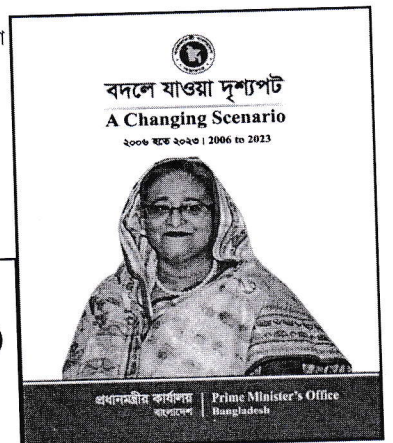 বদলে যাওয়া দৃশ্যপট
A Changing Scenario
২০০৬ হতে ২০২৩ | 2006 to 2023
প্রধানমন্ত্রীর কার্যালয় | Prime Minister's Office
বাংলাদেশ | Bangladesh